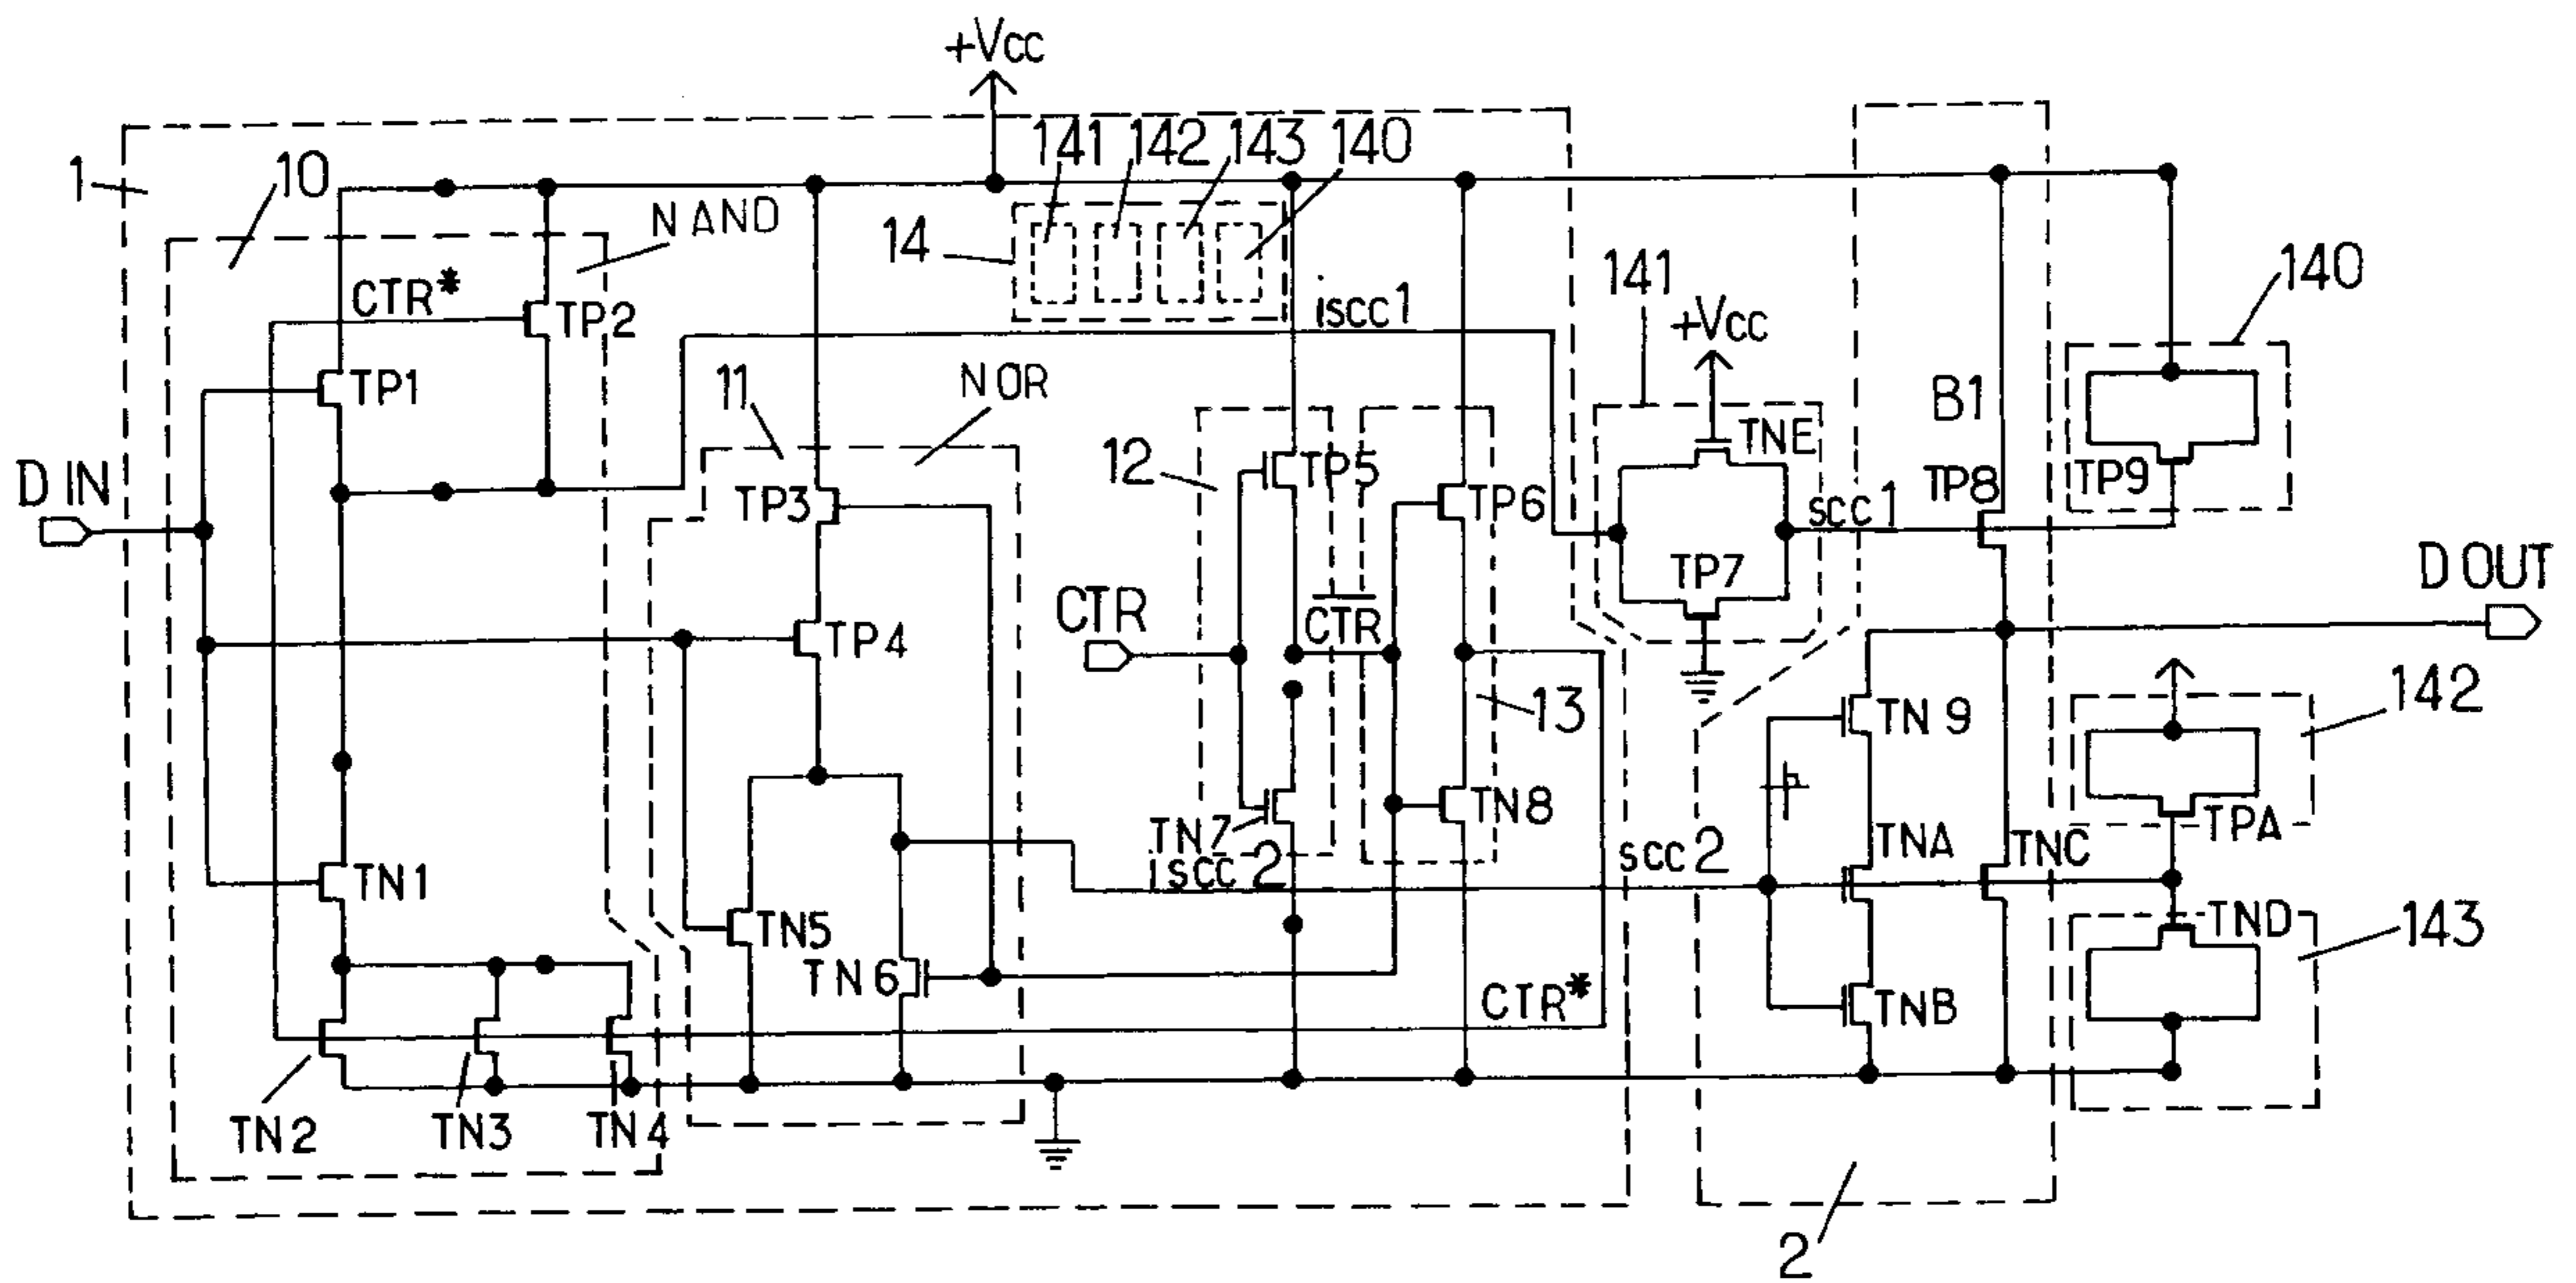 +Vcc
1
10
NAND
141
142
143
140
14
CTR*
TP2
iscc1
141
+Vcc
140
TP1
11
NOR
12
TP5
TNE
B1
TP9
D IN
TP3
TP6
scc1
TP8
CTR
CTR
TP7
D OUT
TP4
13
TN9
142
TN7
TN8
TPA
iscc2
scc2
TNA
TNC
TN1
TN5
TND
143
TN6
CTR*
TNB
TN2
TN3
TN4
2